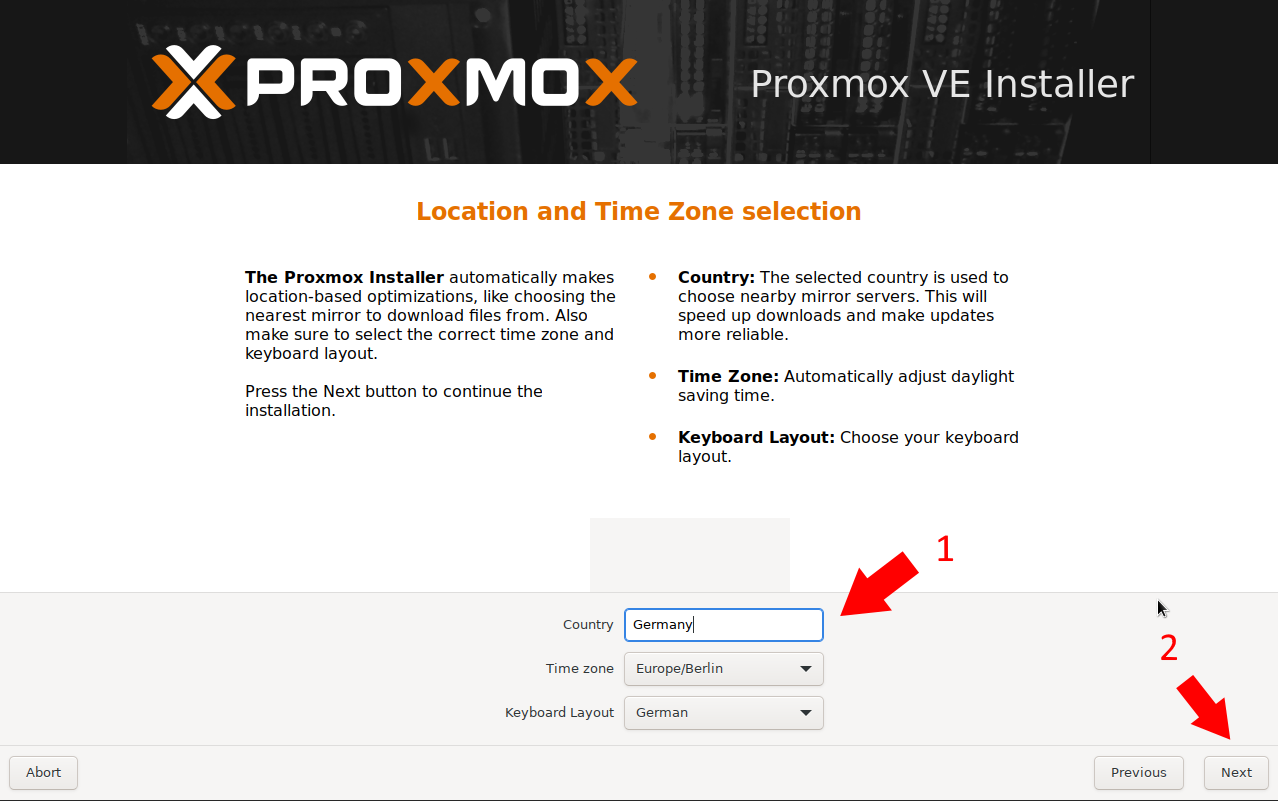 PROXMOX
Proxmox VE Installer
Location and Time Zone selection
The Proxmox Installer automatically makes
location-based optimizations, like choosing the
nearest mirror to download files from. Also
make sure to select the correct time zone and
keyboard layout.
Press the Next button to continue the
installation.
Country: The selected country is used to
choose nearby mirror servers. This will
speed up downloads and make updates
more reliable.
Time Zone: Automatically adjust daylight
saving time.
Keyboard Layout: Choose your keyboard
layout.
1
Country Germany
Time zone Europe/Berlin
Keyboard Layout German
2
Abort Previous Next